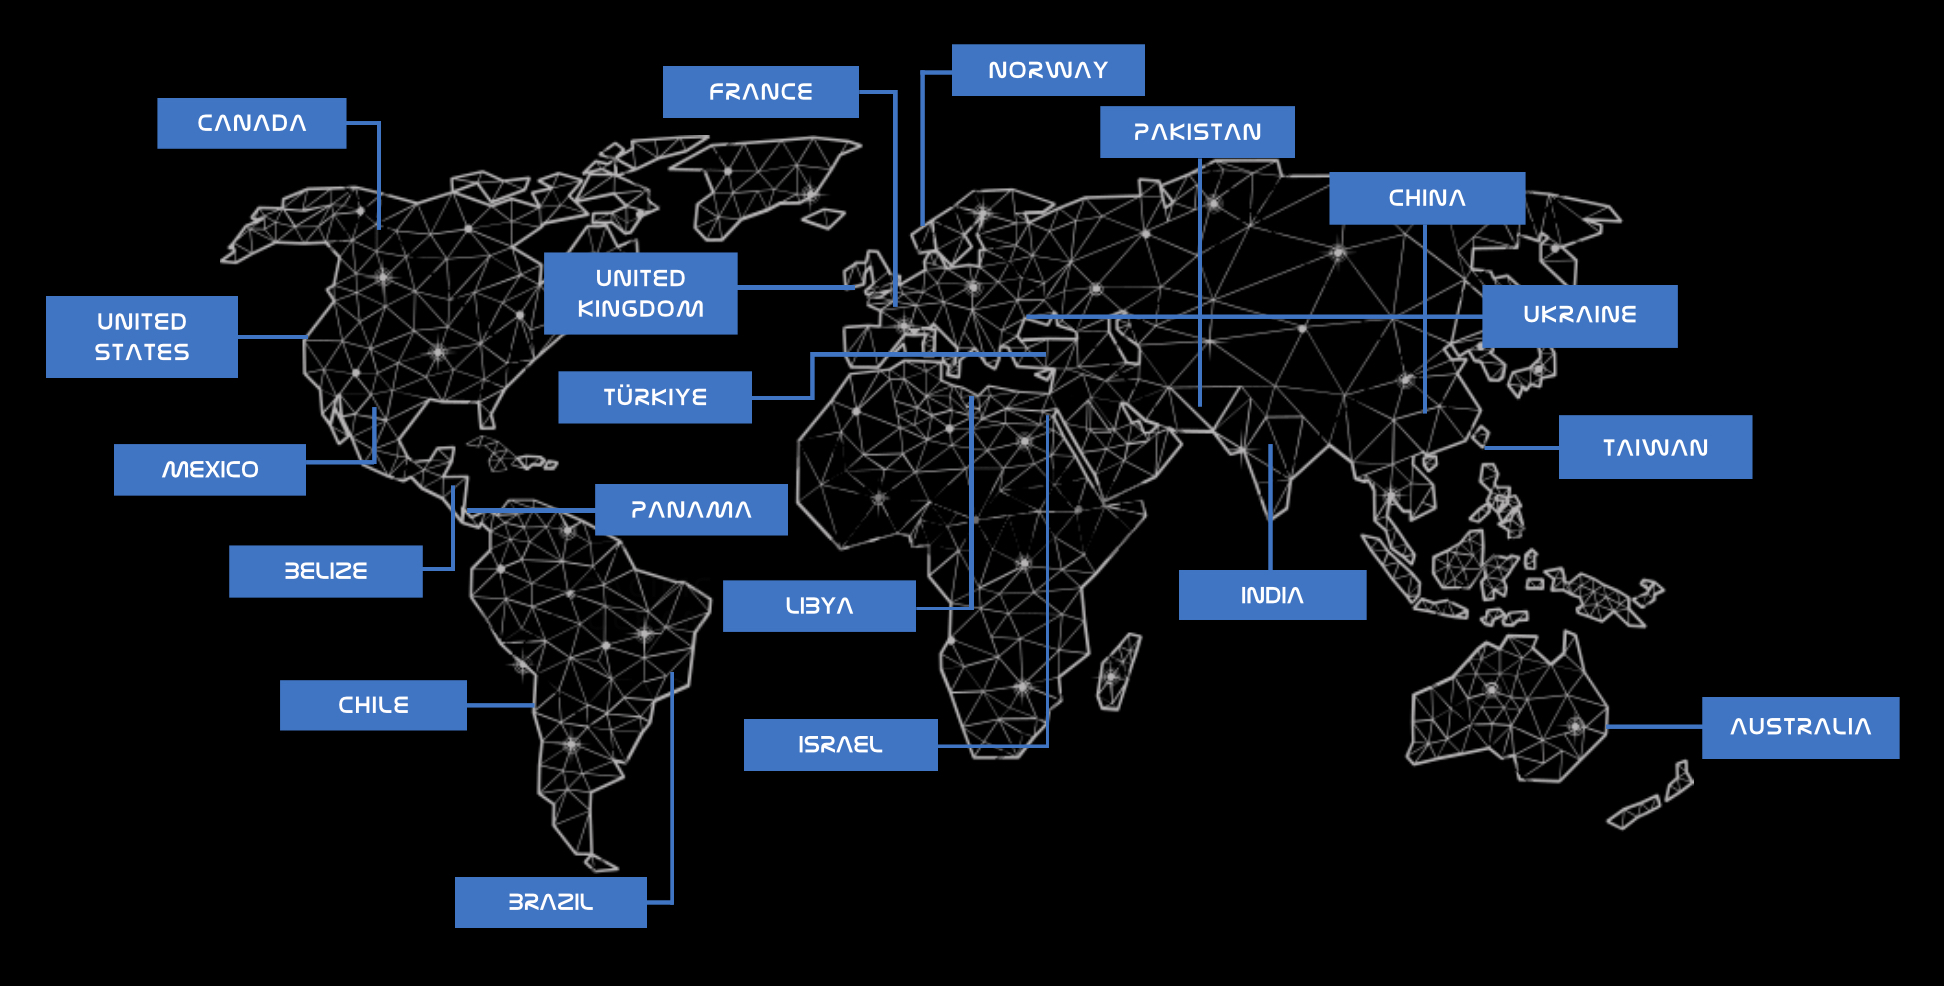 NORWAY
FRANCE
CANADA
PAKISTAN
CHINA
UNITED
KINGDOM
UNITED
STATES
UKRAINE
TÜRKIYE
TAIWAN
MEXICO
PANAMA
BELIZE
LIBYA
INDIA
CHILE
ISRAEL
AUSTRALIA
BRAZIL